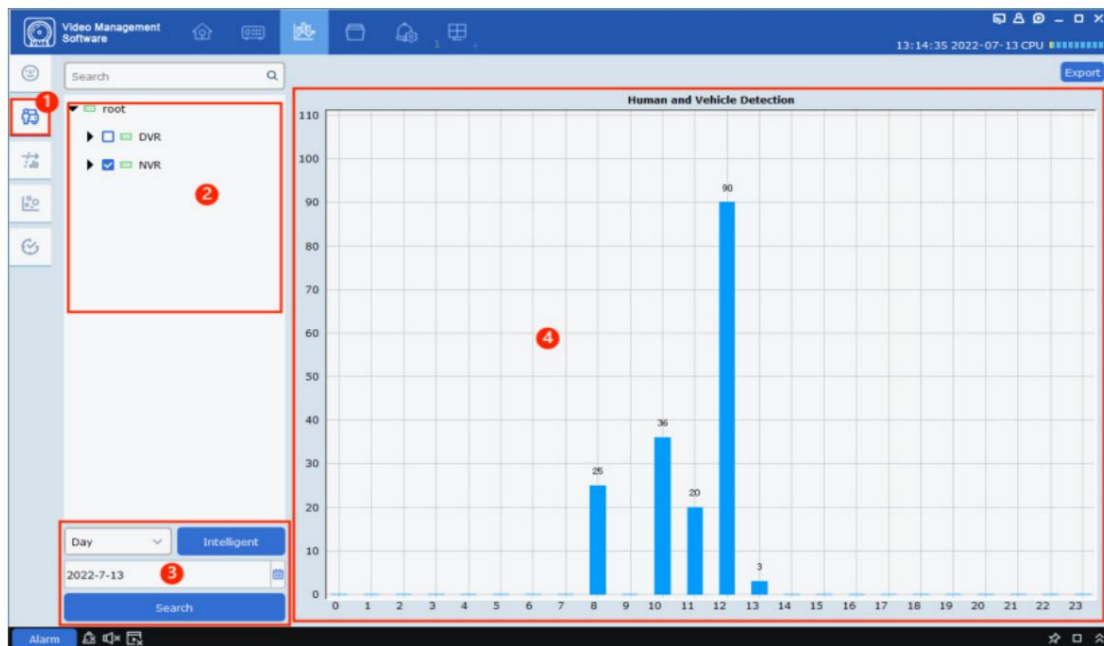 Video Management
Software
1
13:14:35 2022-07-13 CPU
Search
Export
1
root
DVR
NVR
2
Human and Vehicle Detection
110
100
90
80
70
60
50
40
30
20
10
0
25
36
20
90
3
4
0 1 2 3 4 5 6 7 8 9 10 11 12 13 14 15 16 17 18 19 20 21 22 23
Day
Intelligent
2022-7-13
3
Search
Alarm